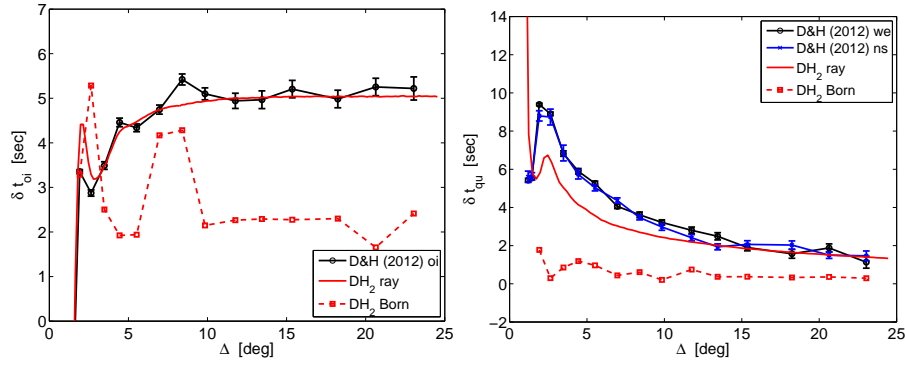 7
6
5
4
3
2
1
0
δ t_oi [sec]
0 5 10 15 20 25
Δ [deg]
D&H (2012) oi
DH_2 ray
DH_2 Born
14
12
10
8
6
4
2
0
−2
δ t_qu [sec]
0 5 10 15 20 25
Δ [deg]
D&H (2012) we
D&H (2012) ns
DH_2 ray
DH_2 Born